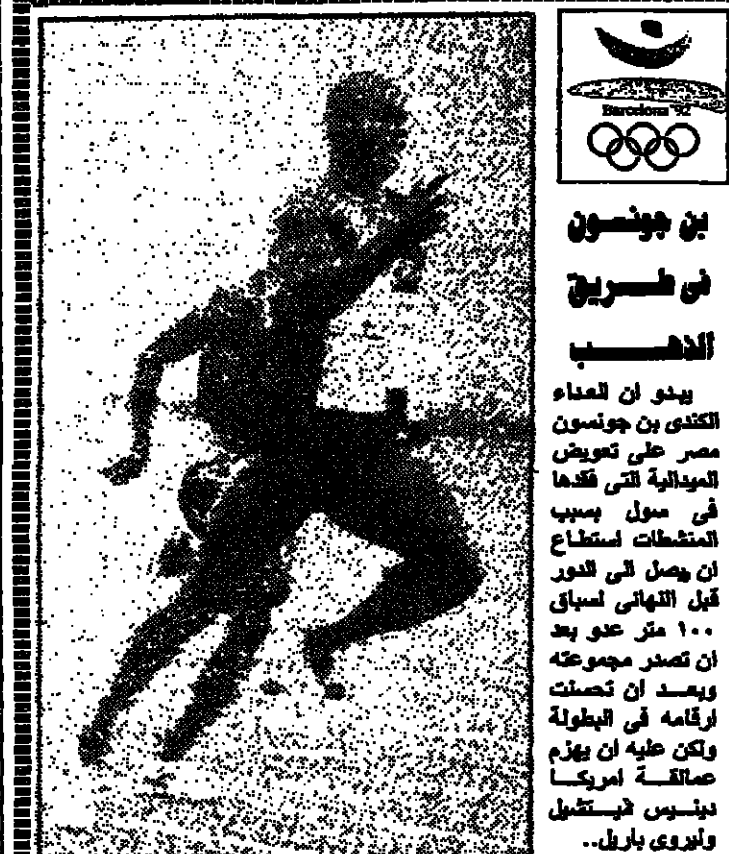 Barcelona '92
بن جونسون
فى طريق
الذهب
يبدو ان العداء
الكندى بن جونسون
مصر على تعويض
الميدالية التى فقدها
فى سول بسبب
المنشطات استطاع
ان يصل الى الدور
قبل النهائى لسباق
١٠٠ متر عدو بعد
ان تصدر مجموعته
وبعد ان تحسنت
ارقامه فى البطولة
ولكن عليه ان يهزم
عمالقة امريكا
دينيس ميتشيل
وليروى باريل..